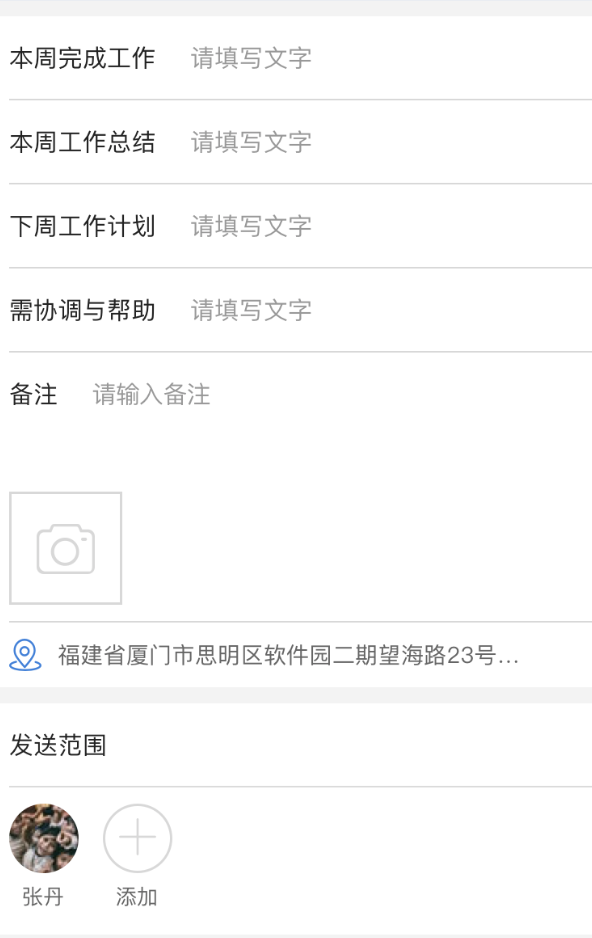 本周完成工作 请填写文字
本周工作总结 请填写文字
下周工作计划 请填写文字
需协调与帮助 请填写文字
备注 请输入备注
福建省厦门市思明区软件园二期望海路23号...
发送范围
张丹 添加